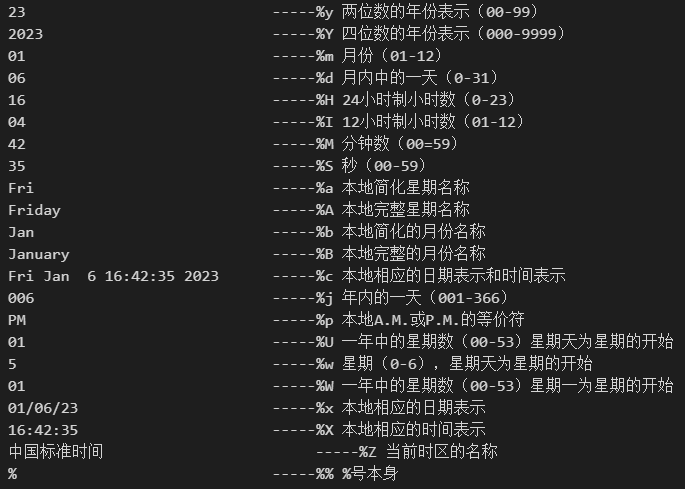 23 -----%y 两位数的年份表示（00-99）
2023 -----%Y 四位数的年份表示（000-9999）
01 -----%m 月份（01-12）
06 -----%d 月内中的一天（0-31）
16 -----%H 24小时制小时数（0-23）
04 -----%I 12小时制小时数（01-12）
42 -----%M 分钟数（00=59）
35 -----%S 秒（00-59）
Fri -----%a 本地简化星期名称
Friday -----%A 本地完整星期名称
Jan -----%b 本地简化的月份名称
January -----%B 本地完整的月份名称
Fri Jan  6 16:42:35 2023 -----%c 本地相应的日期表示和时间表示
006 -----%j 年内的一天（001-366）
PM -----%p 本地A.M.或P.M.的等价符
01 -----%U 一年中的星期数（00-53）星期天为星期的开始
5 -----%w 星期（0-6），星期天为星期的开始
01 -----%W 一年中的星期数（00-53）星期一为星期的开始
01/06/23 -----%x 本地相应的日期表示
16:42:35 -----%X 本地相应的时间表示
中国标准时间 -----%Z 当前时区的名称
% -----%% %号本身